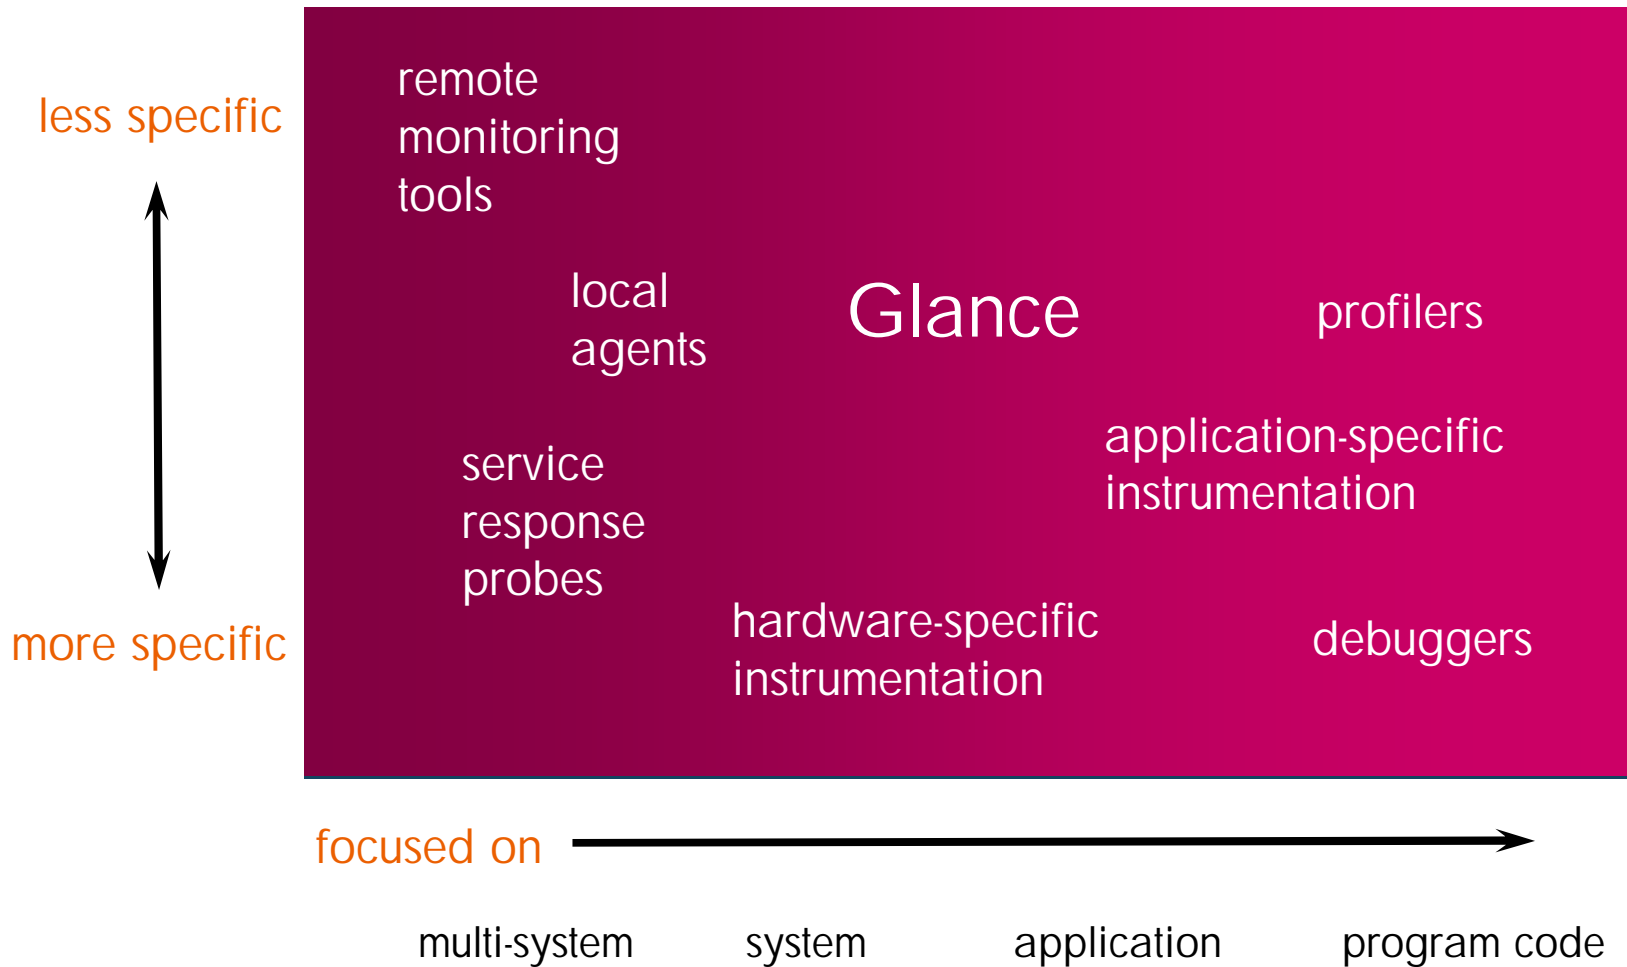 less specific
more specific
remote
monitoring
tools
local
agents
Glance
profilers
service
response
probes
application-specific
instrumentation
hardware-specific
instrumentation
debuggers
focused on
multi-system system application program code